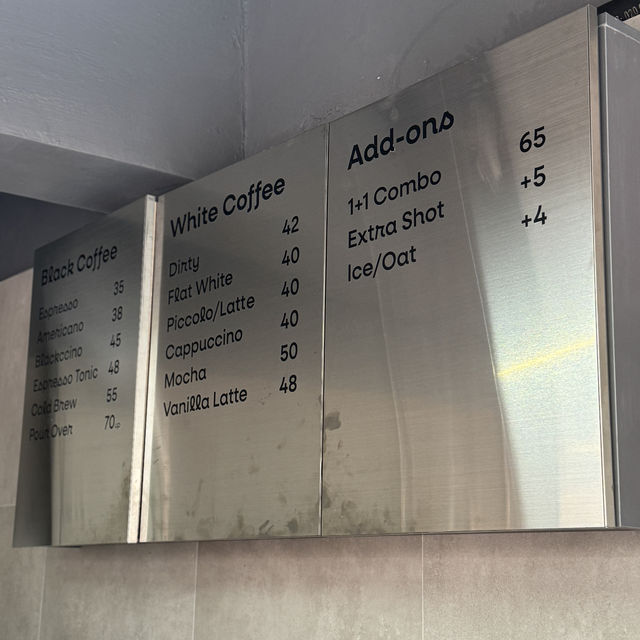 Black Coffee
Espresso 35
Americano 38
Blackccino 45
Espresso Tonic 48
Cold Brew 55
Pour Over 70
White Coffee
Dirty 42
Flat White 40
Piccolo/Latte 40
Cappuccino 40
Mocha 50
Vanilla Latte 48
Add-ons
1+1 Combo 65
Extra Shot +5
Ice/Oat +4